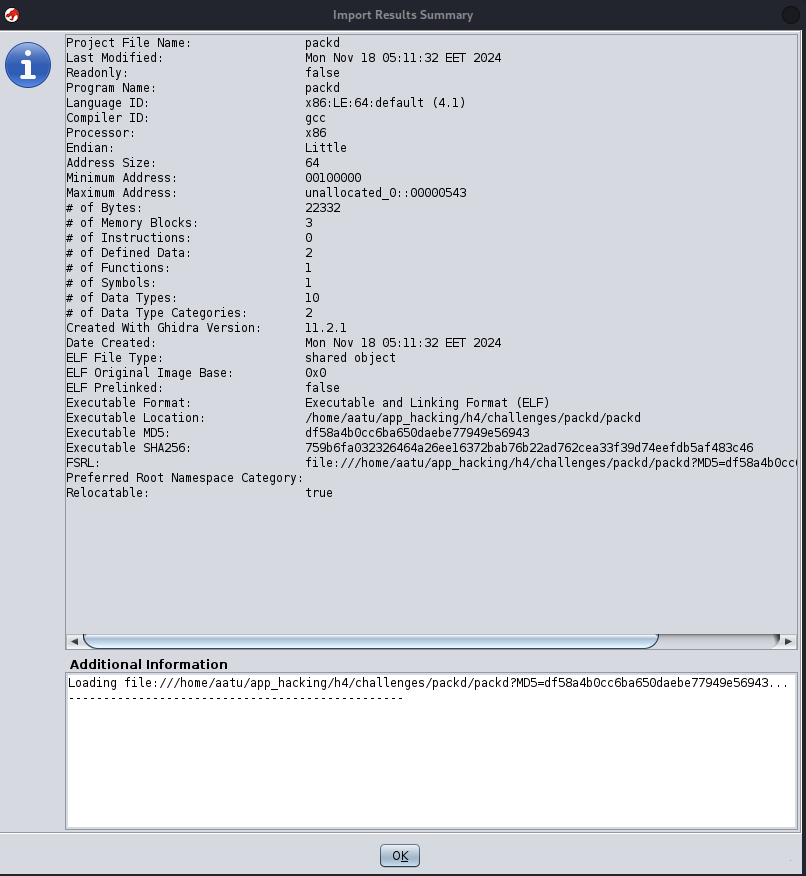 Import Results Summary
Project File Name: packd
Last Modified: Mon Nov 18 05:11:32 EET 2024
Readonly: false
Program Name: packd
Language ID: x86:LE:64:default (4.1)
Compiler ID: gcc
Processor: x86
Endian: Little
Address Size: 64
Minimum Address: 00100000
Maximum Address: unallocated_0::00000543
# of Bytes: 22332
# of Memory Blocks: 3
# of Instructions: 0
# of Defined Data: 2
# of Functions: 1
# of Symbols: 1
# of Data Types: 10
# of Data Type Categories: 2
Created With Ghidra Version: 11.2.1
Date Created: Mon Nov 18 05:11:32 EET 2024
ELF File Type: shared object
ELF Original Image Base: 0x0
ELF Prelinked: false
Executable Format: Executable and Linking Format (ELF)
Executable Location: /home/aatu/app_hacking/h4/challenges/packd/packd
Executable MD5: df58a4b0cc6ba650daebe77949e56943
Executable SHA256: 759b6fa032326464a26ee16372bab76b22ad762cea33f39d74eefdb5af483c46
FSRL: file:///home/aatu/app_hacking/h4/challenges/packd/packd?MD5=df58a4b0cc6
Preferred Root Namespace Category:
Relocatable: true
Additional Information
Loading file:///home/aatu/app_hacking/h4/challenges/packd/packd?MD5=df58a4b0cc6ba650daebe77949e56943...
------------------------------------------------
OK